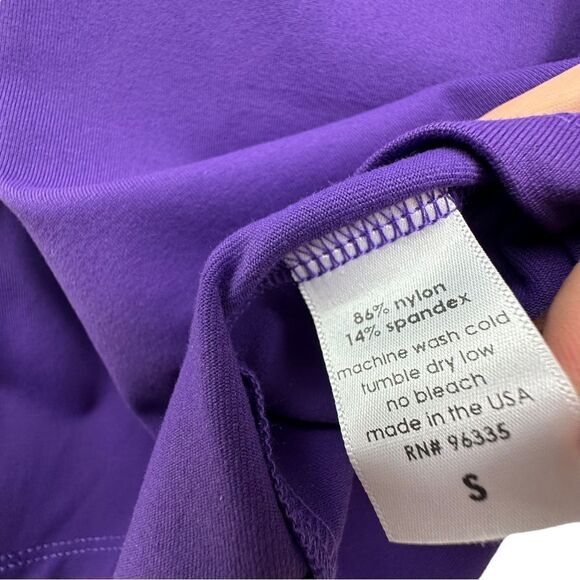 86% nylon
14% spandex
machine wash cold
tumble dry low
no bleach
made in the USA
RN# 96335
S